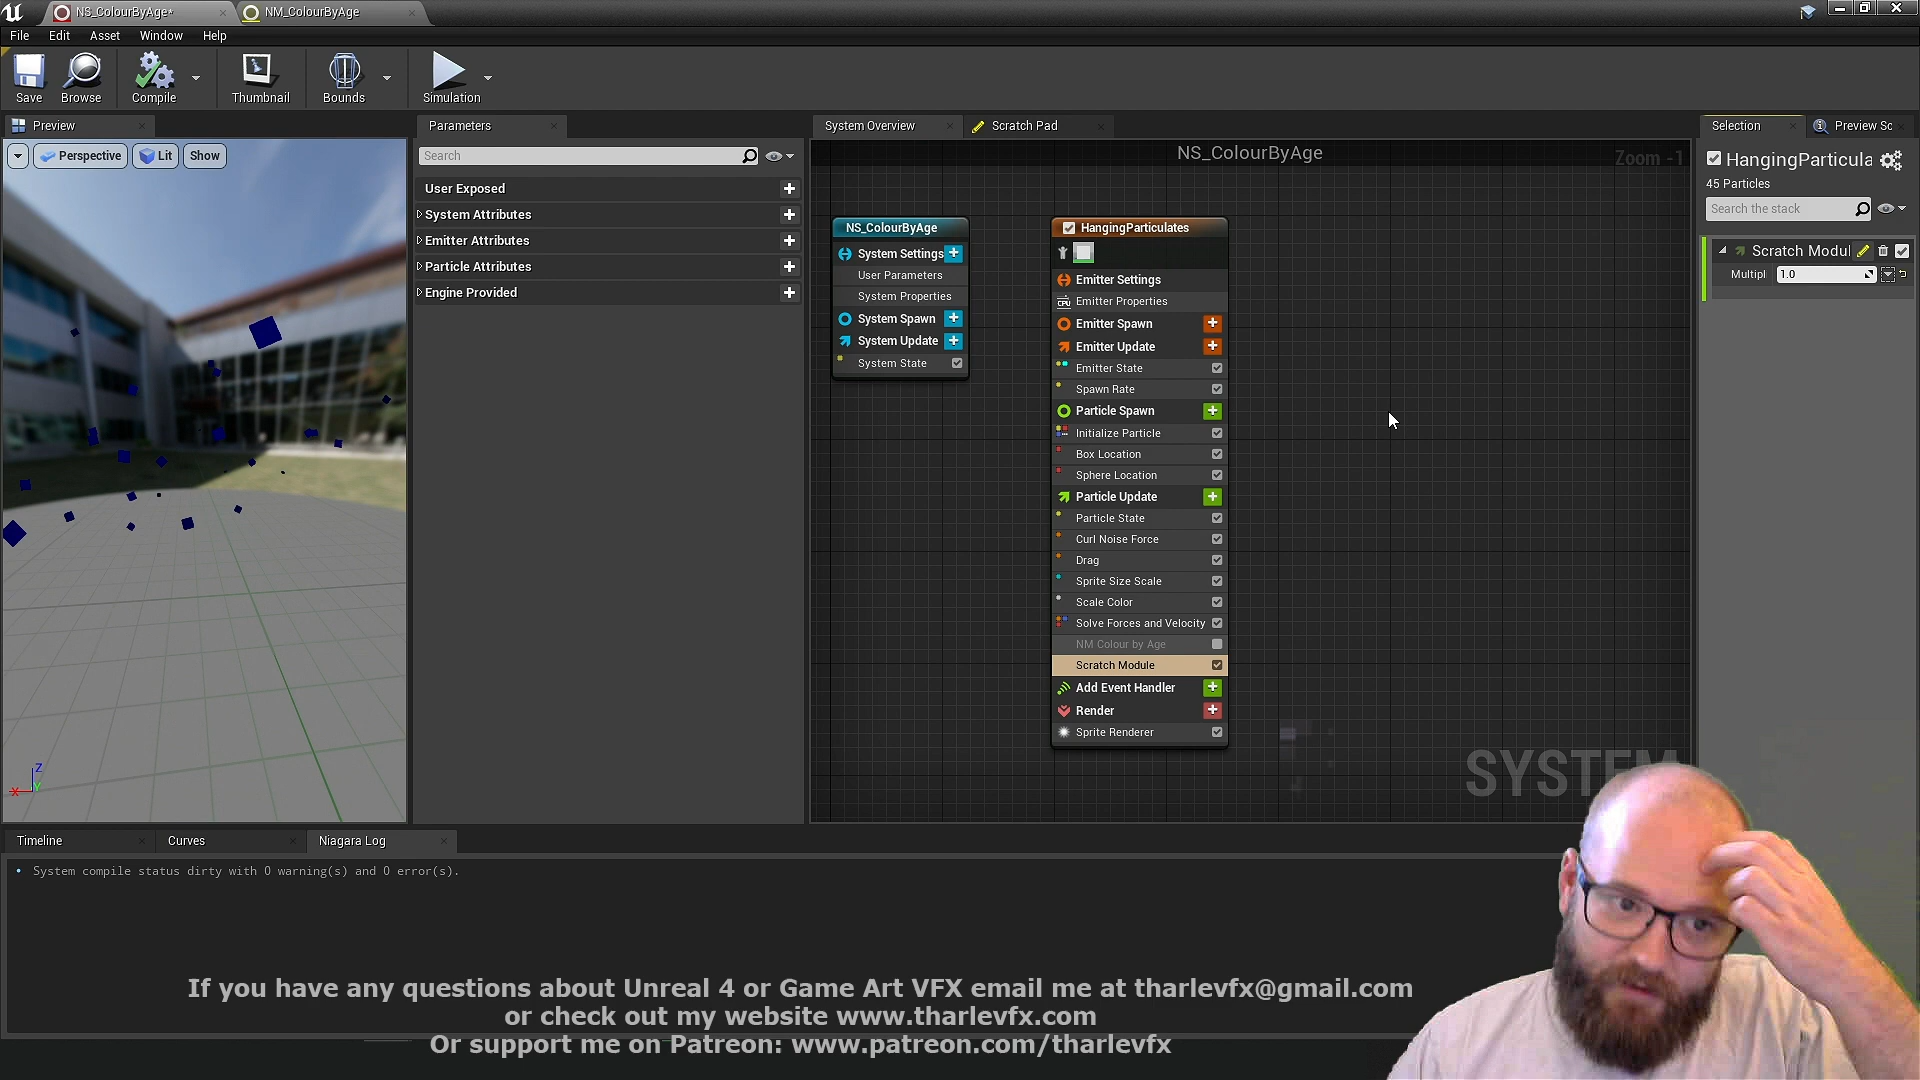 NS_ColourByAge*
NM_ColourByAge
File Edit Asset Window Help
Save
Browse
Compile
Thumbnail
Bounds
Simulation
Preview
Parameters
System Overview
Scratch Pad
Selection
Preview Sc
Perspective
Lit
Show
Search
User Exposed
System Attributes
Emitter Attributes
Particle Attributes
Engine Provided
NS_ColourByAge
Zoom -1
NS_ColourByAge
System Settings
User Parameters
System Properties
System Spawn
System Update
System State
HangingParticulates
Emitter Settings
CPU Emitter Properties
Emitter Spawn
Emitter Update
Emitter State
Spawn Rate
Particle Spawn
Initialize Particle
Box Location
Sphere Location
Particle Update
Particle State
Curl Noise Force
Drag
Sprite Size Scale
Scale Color
Solve Forces and Velocity
NM Colour by Age
Scratch Module
Add Event Handler
Render
Sprite Renderer
SYSTEM
HangingParticula
45 Particles
Search the stack
Scratch Modul
Multipl 1.0
Z
X
Y
Timeline
Curves
Niagara Log
System compile status dirty with 0 warning(s) and 0 error(s).
If you have any questions about Unreal 4 or Game Art VFX email me at tharlevfx@gmail.com
or check out my website www.tharlevfx.com
Or support me on Patreon: www.patreon.com/tharlevfx